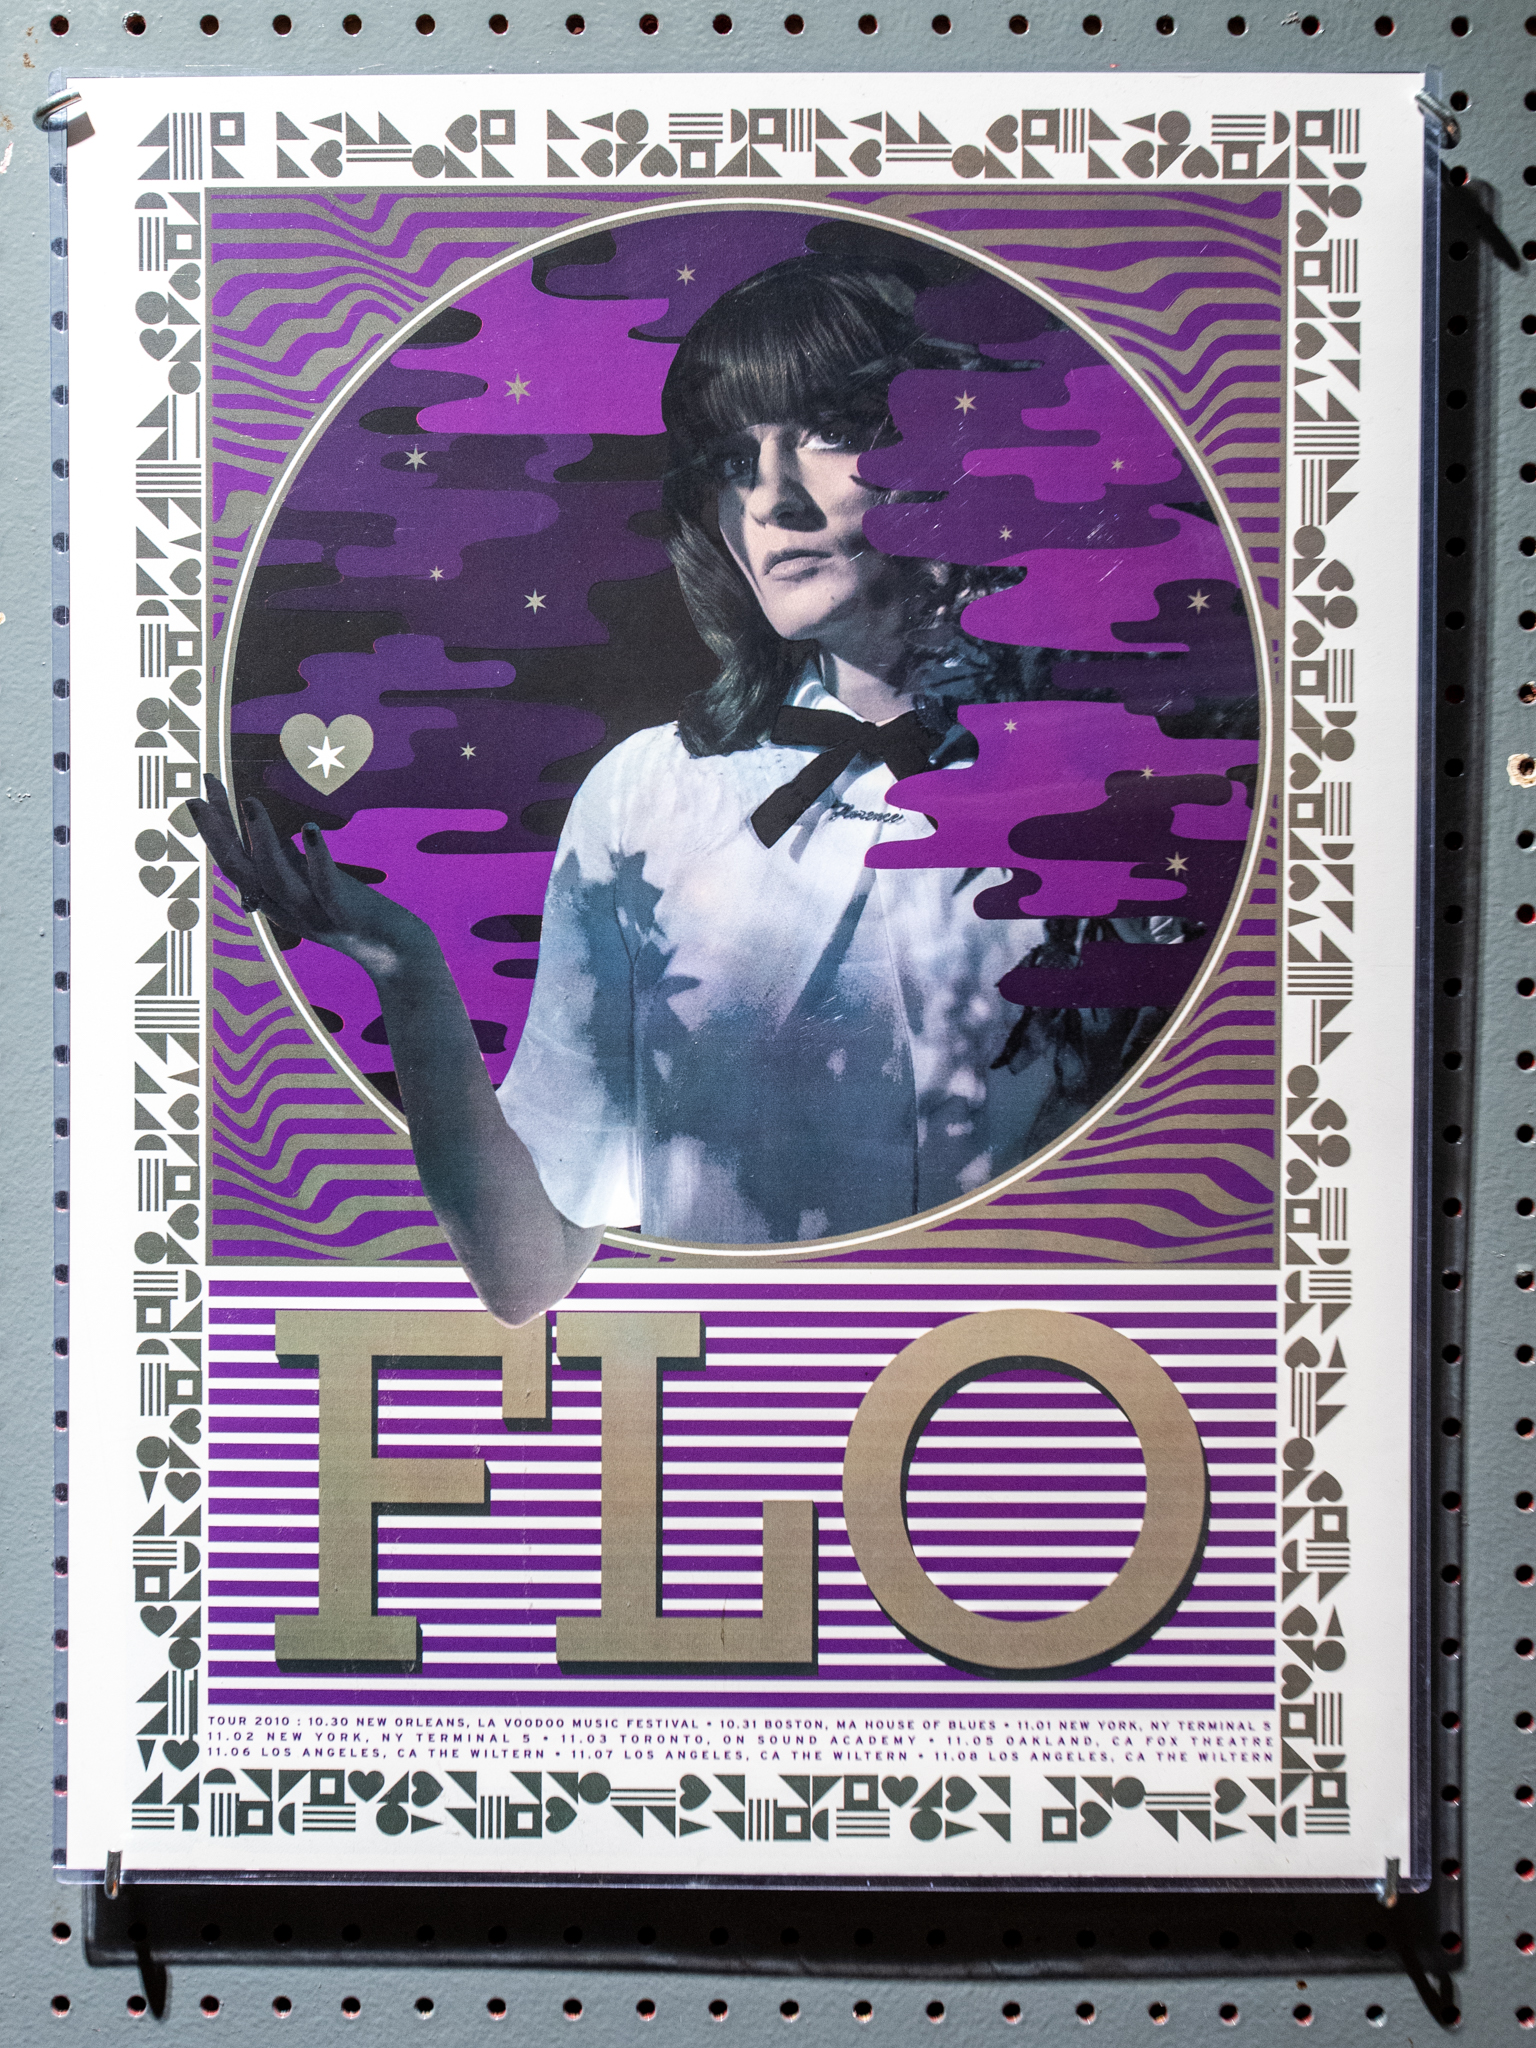 Florence
FLO
TOUR 2010 : 10.30 NEW ORLEANS, LA VOODOO MUSIC FESTIVAL • 10.31 BOSTON, MA HOUSE OF BLUES • 11.01 NEW YORK, NY TERMINAL 5
11.02 NEW YORK, NY TERMINAL 5 • 11.03 TORONTO, ON SOUND ACADEMY • 11.05 OAKLAND, CA FOX THEATRE
11.06 LOS ANGELES, CA THE WILTERN • 11.07 LOS ANGELES, CA THE WILTERN • 11.08 LOS ANGELES, CA THE WILTERN